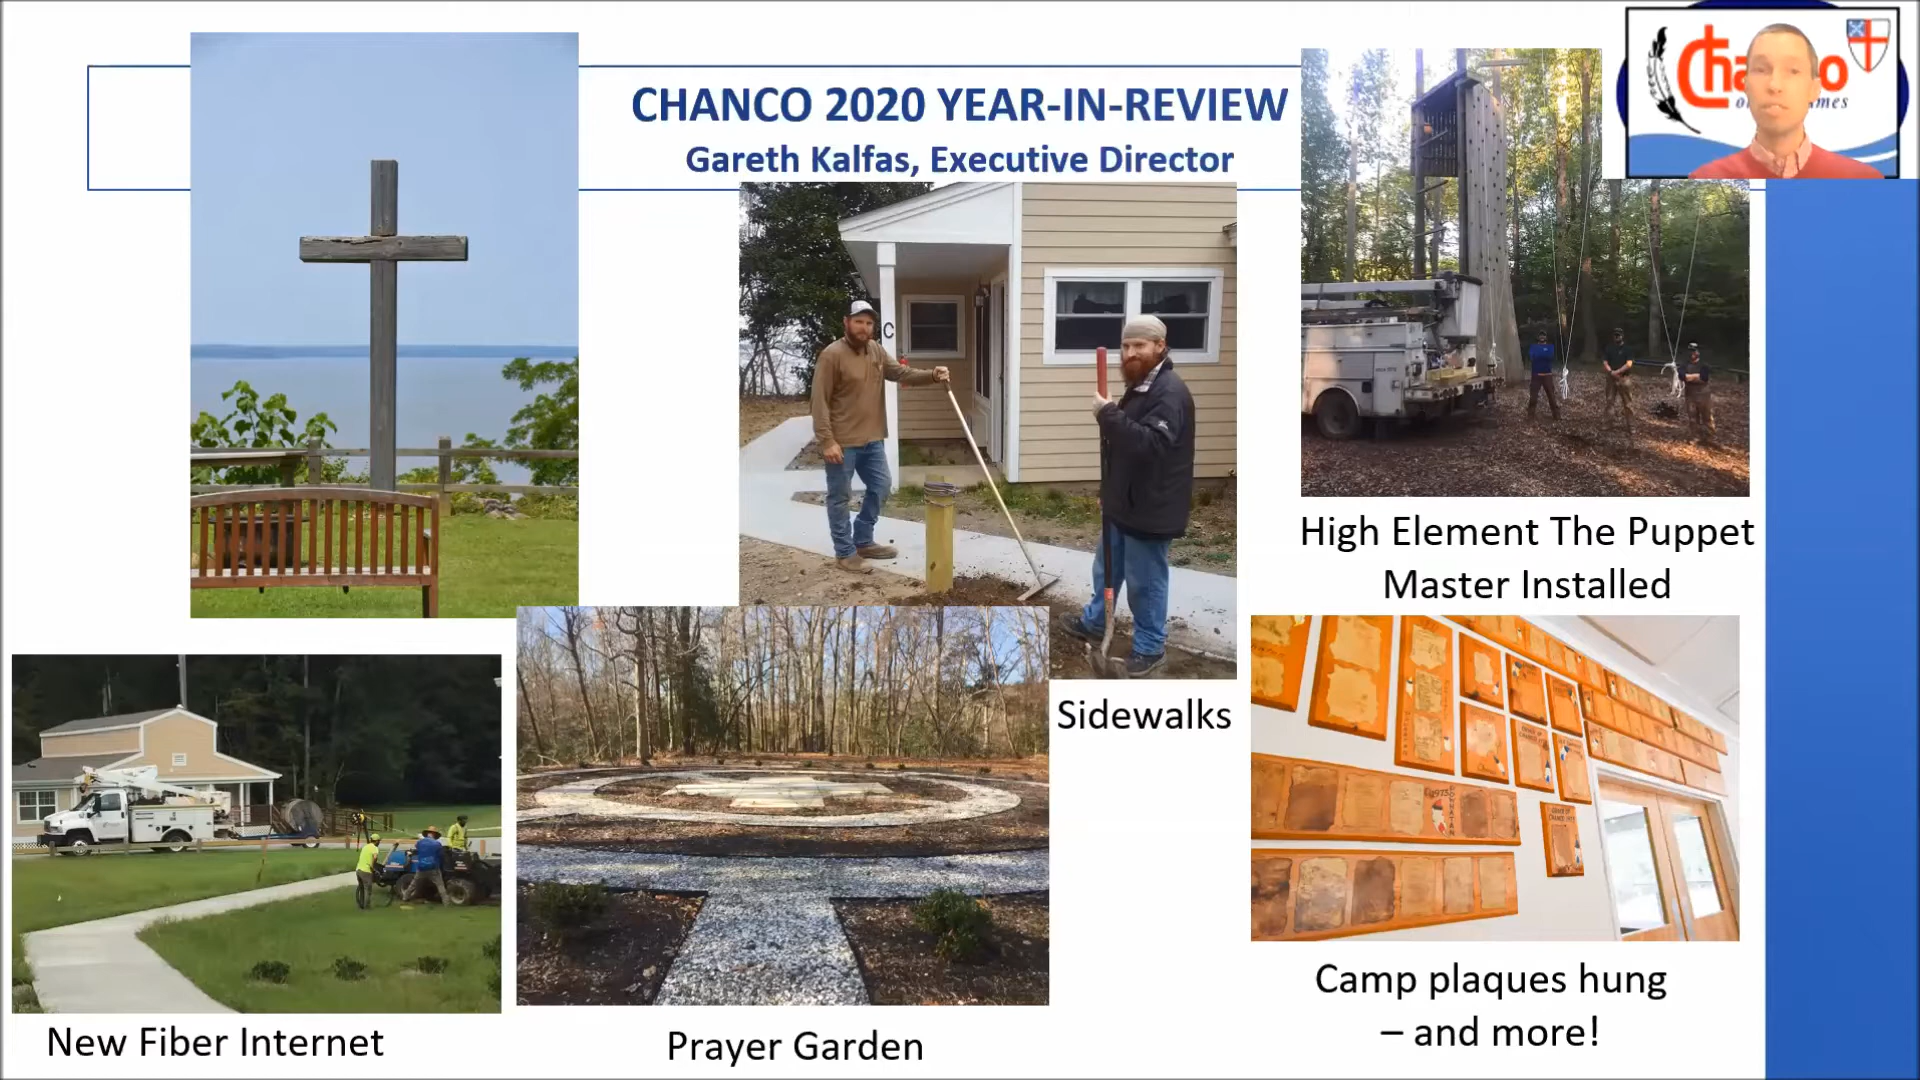 CHANCO 2020 YEAR-IN-REVIEW
Gareth Kalfas, Executive Director
C
High Element The Puppet
Master Installed
Sidewalks
Camp plaques hung
– and more!
New Fiber Internet
Prayer Garden